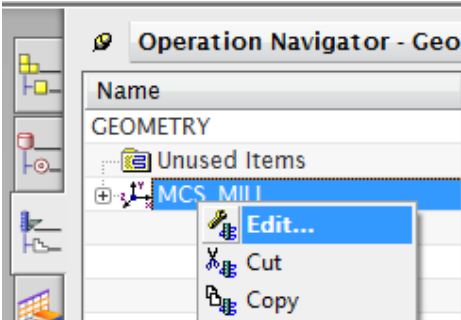 Operation Navigator - Geo
Name
GEOMETRY
Unused Items
MCS_MILL
Edit...
Cut
Copy